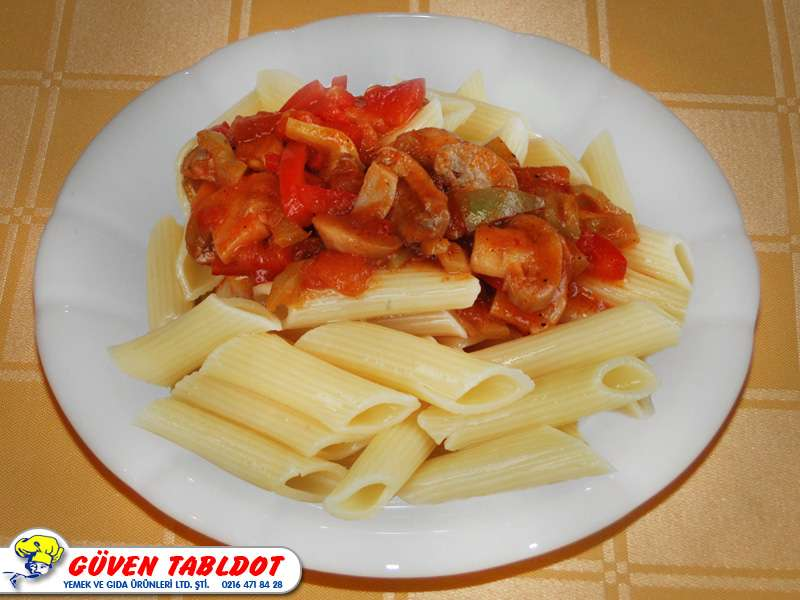 GÜVEN TABLDOT
YEMEK VE GIDA ÜRÜNLERİ LTD. ŞTİ. 0216 471 84 28